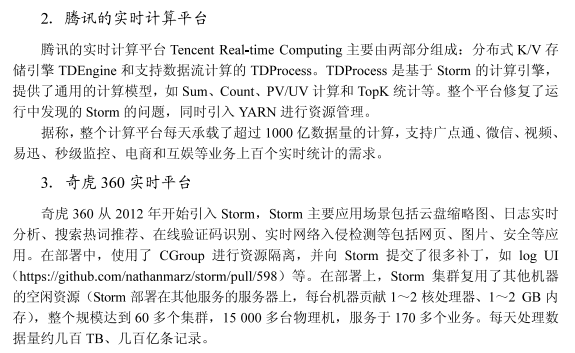 2．腾讯的实时计算平台
腾讯的实时计算平台 Tencent Real-time Computing 主要由两部分组成：分布式 K/V 存
储引擎 TDEngine 和支持数据流计算的 TDProcess。TDProcess 是基于 Storm 的计算引擎，
提供了通用的计算模型，如 Sum、Count、PV/UV 计算和 TopK 统计等。整个平台修复了运
行中发现的 Storm 的问题，同时引入 YARN 进行资源管理。
据称，整个计算平台每天承载了超过 1000 亿数据量的计算，支持广点通、微信、视频、
易迅、秒级监控、电商和互娱等业务上百个实时统计的需求。
3．奇虎 360 实时平台
奇虎 360 从 2012 年开始引入 Storm，Storm 主要应用场景包括云盘缩略图、日志实时
分析、搜索热词推荐、在线验证码识别、实时网络入侵检测等包括网页、图片、安全等应
用。在部署中，使用了 CGroup 进行资源隔离，并向 Storm 提交了很多补丁，如 log UI
（https://github.com/nathanmarz/storm/pull/598）等。在部署上，Storm 集群复用了其他机器
的空闲资源（Storm 部署在其他服务的服务器上，每台机器贡献 1～2 核处理器、1～2 GB 内
存），整个规模达到 60 多个集群，15 000 多台物理机，服务于 170 多个业务。每天处理数
据量约几百 TB、几百亿条记录。